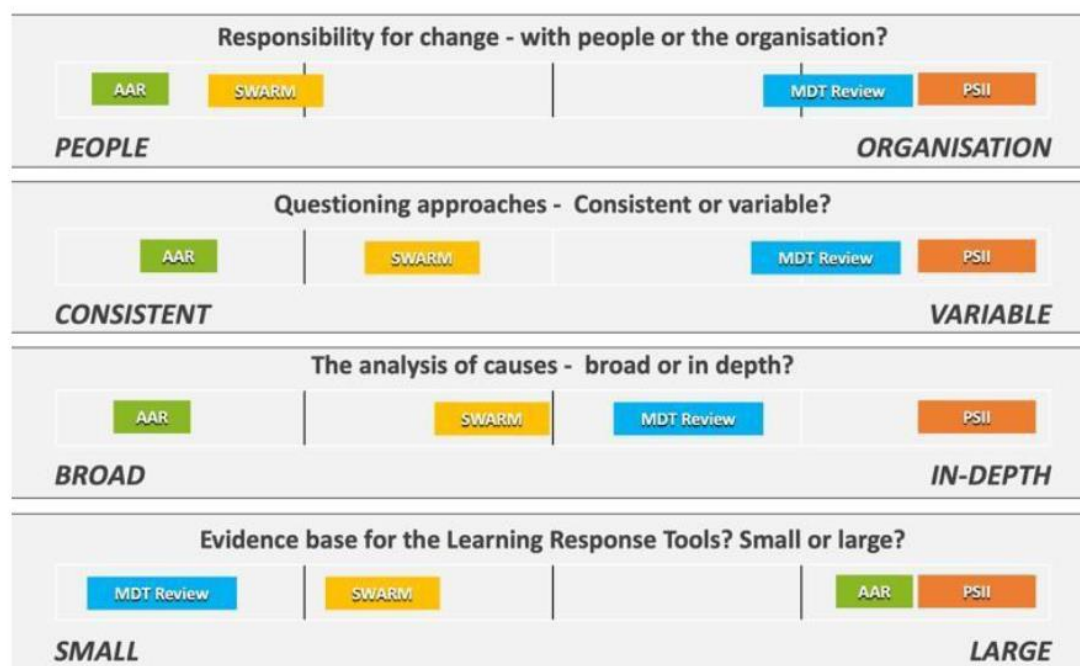 Responsibility for change - with people or the organisation?
AAR SWARM MDT Review PSII
PEOPLE ORGANISATION
Questioning approaches - Consistent or variable?
AAR SWARM MDT Review PSII
CONSISTENT VARIABLE
The analysis of causes - broad or in depth?
AAR SWARM MDT Review PSII
BROAD IN-DEPTH
Evidence base for the Learning Response Tools? Small or large?
MDT Review SWARM AAR PSII
SMALL LARGE